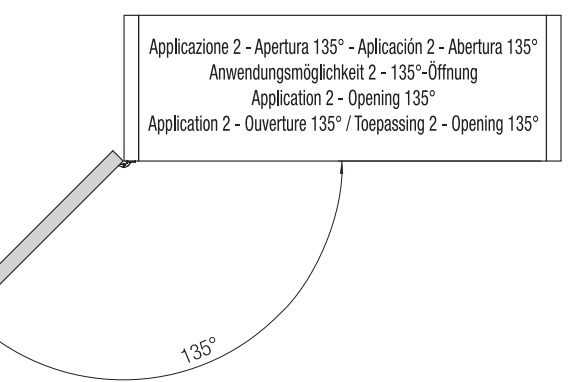 Applicazione 2 - Apertura 135° - Aplicación 2 - Abertura 135°
Anwendungsmöglichkeit 2 - 135°-Öffnung
Application 2 - Opening 135°
Application 2 - Ouverture 135° / Toepassing 2 - Opening 135°
135°